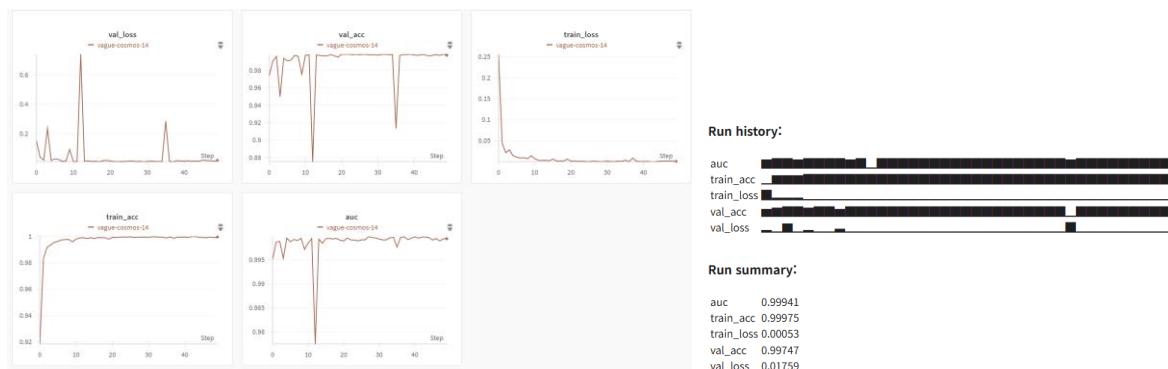 val_loss
vague-cosmos-14
0.6
0.4
0.2
Step
0 10 20 30 40
val_acc
vague-cosmos-14
0.98
0.96
0.94
0.92
0.9
0.88
Step
0 10 20 30 40
train_loss
vague-cosmos-14
0.25
0.2
0.15
0.1
0.05
Step
0 10 20 30 40
train_acc
vague-cosmos-14
1
0.98
0.96
0.94
0.92
Step
0 10 20 30 40
auc
vague-cosmos-14
0.995
0.99
0.985
0.98
Step
0 10 20 30 40
Run history:
auc
train_acc
train_loss
val_acc
val_loss
Run summary:
auc 0.99941
train_acc 0.99975
train_loss 0.00053
val_acc 0.99747
val_loss 0.01759